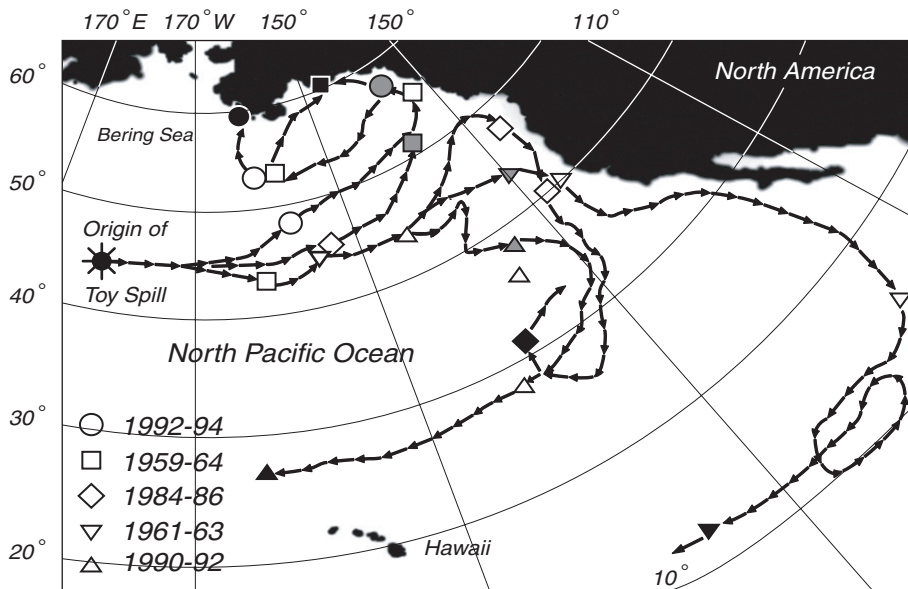 170°E 170°W 150° 150° 110°
North America
60°
Bering Sea
50°
Origin of
Toy Spill
40°
North Pacific Ocean
30°
1992-94
1959-64
1984-86
1961-63
1990-92
Hawaii
20°
10°